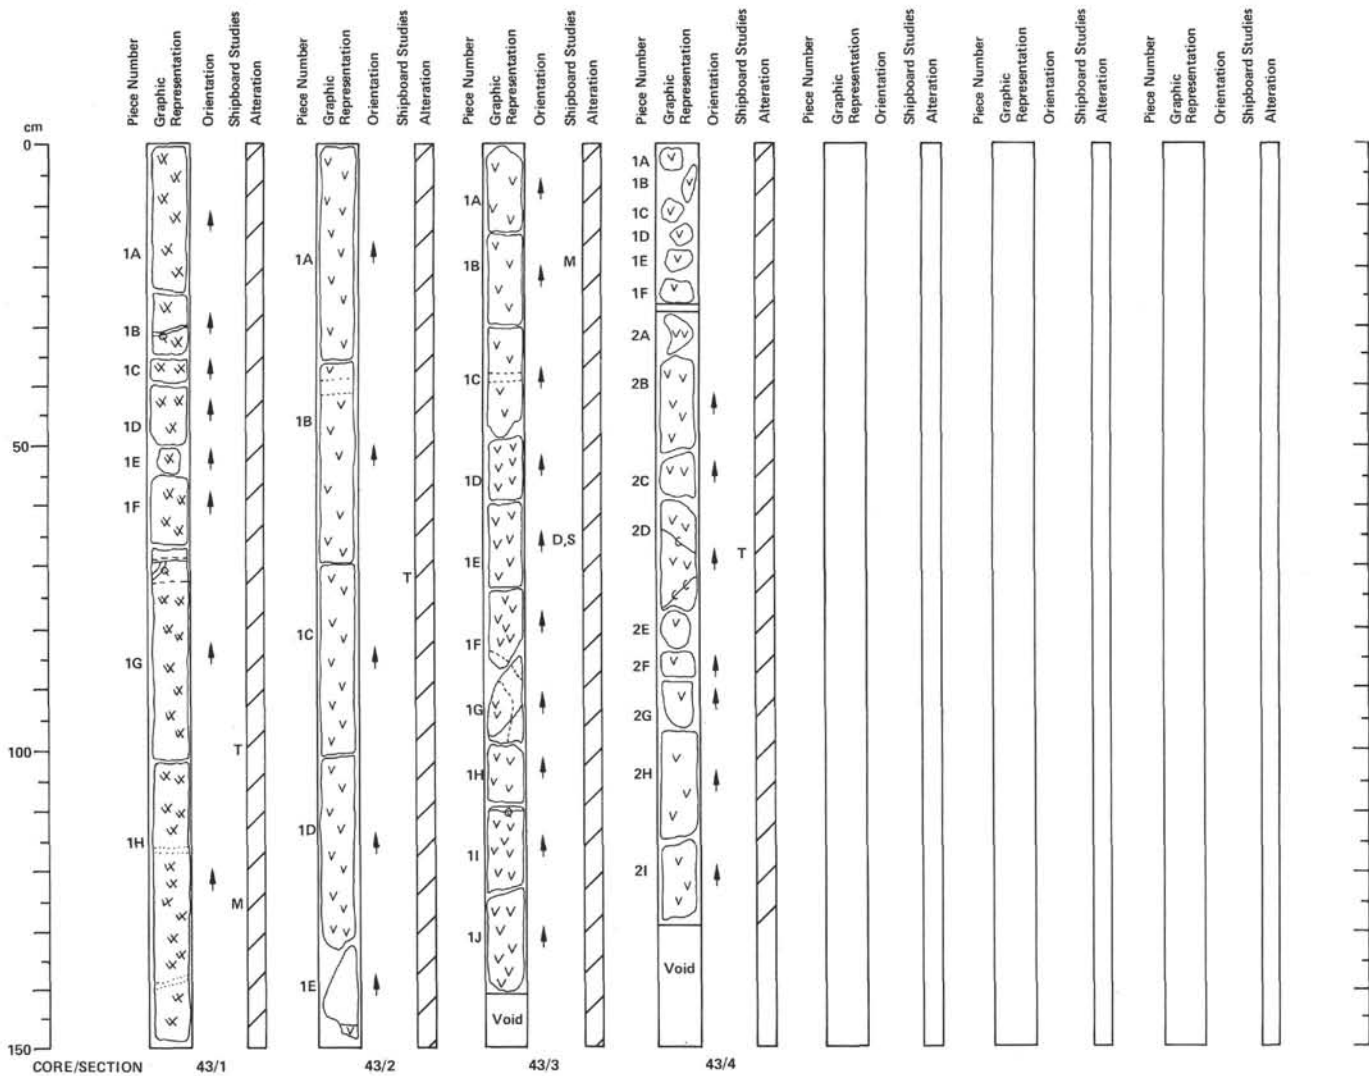 Piece Number
Graphic
Representation
Orientation
Shipboard Studies
Alteration
Piece Number
Graphic
Representation
Orientation
Shipboard Studies
Alteration
Piece Number
Graphic
Representation
Orientation
Shipboard Studies
Alteration
Piece Number
Graphic
Representation
Orientation
Shipboard Studies
Alteration
Piece Number
Graphic
Representation
Orientation
Shipboard Studies
Alteration
Piece Number
Graphic
Representation
Orientation
Shipboard Studies
Alteration
Piece Number
Graphic
Representation
Orientation
Shipboard Studies
Alteration
cm
0
50
100
150
1A
1B
1C
1D
1E
1F
1G
T
1H
M
1A
1B
T
1C
1D
1E
1A
1B
M
1C
1D
1E
D,S
1F
1G
1H
1I
1J
Void
1A
1B
1C
1D
1E
1F
2A
2B
2C
2D
T
2E
2F
2G
2H
2I
Void
CORE/SECTION 43/1 43/2 43/3 43/4